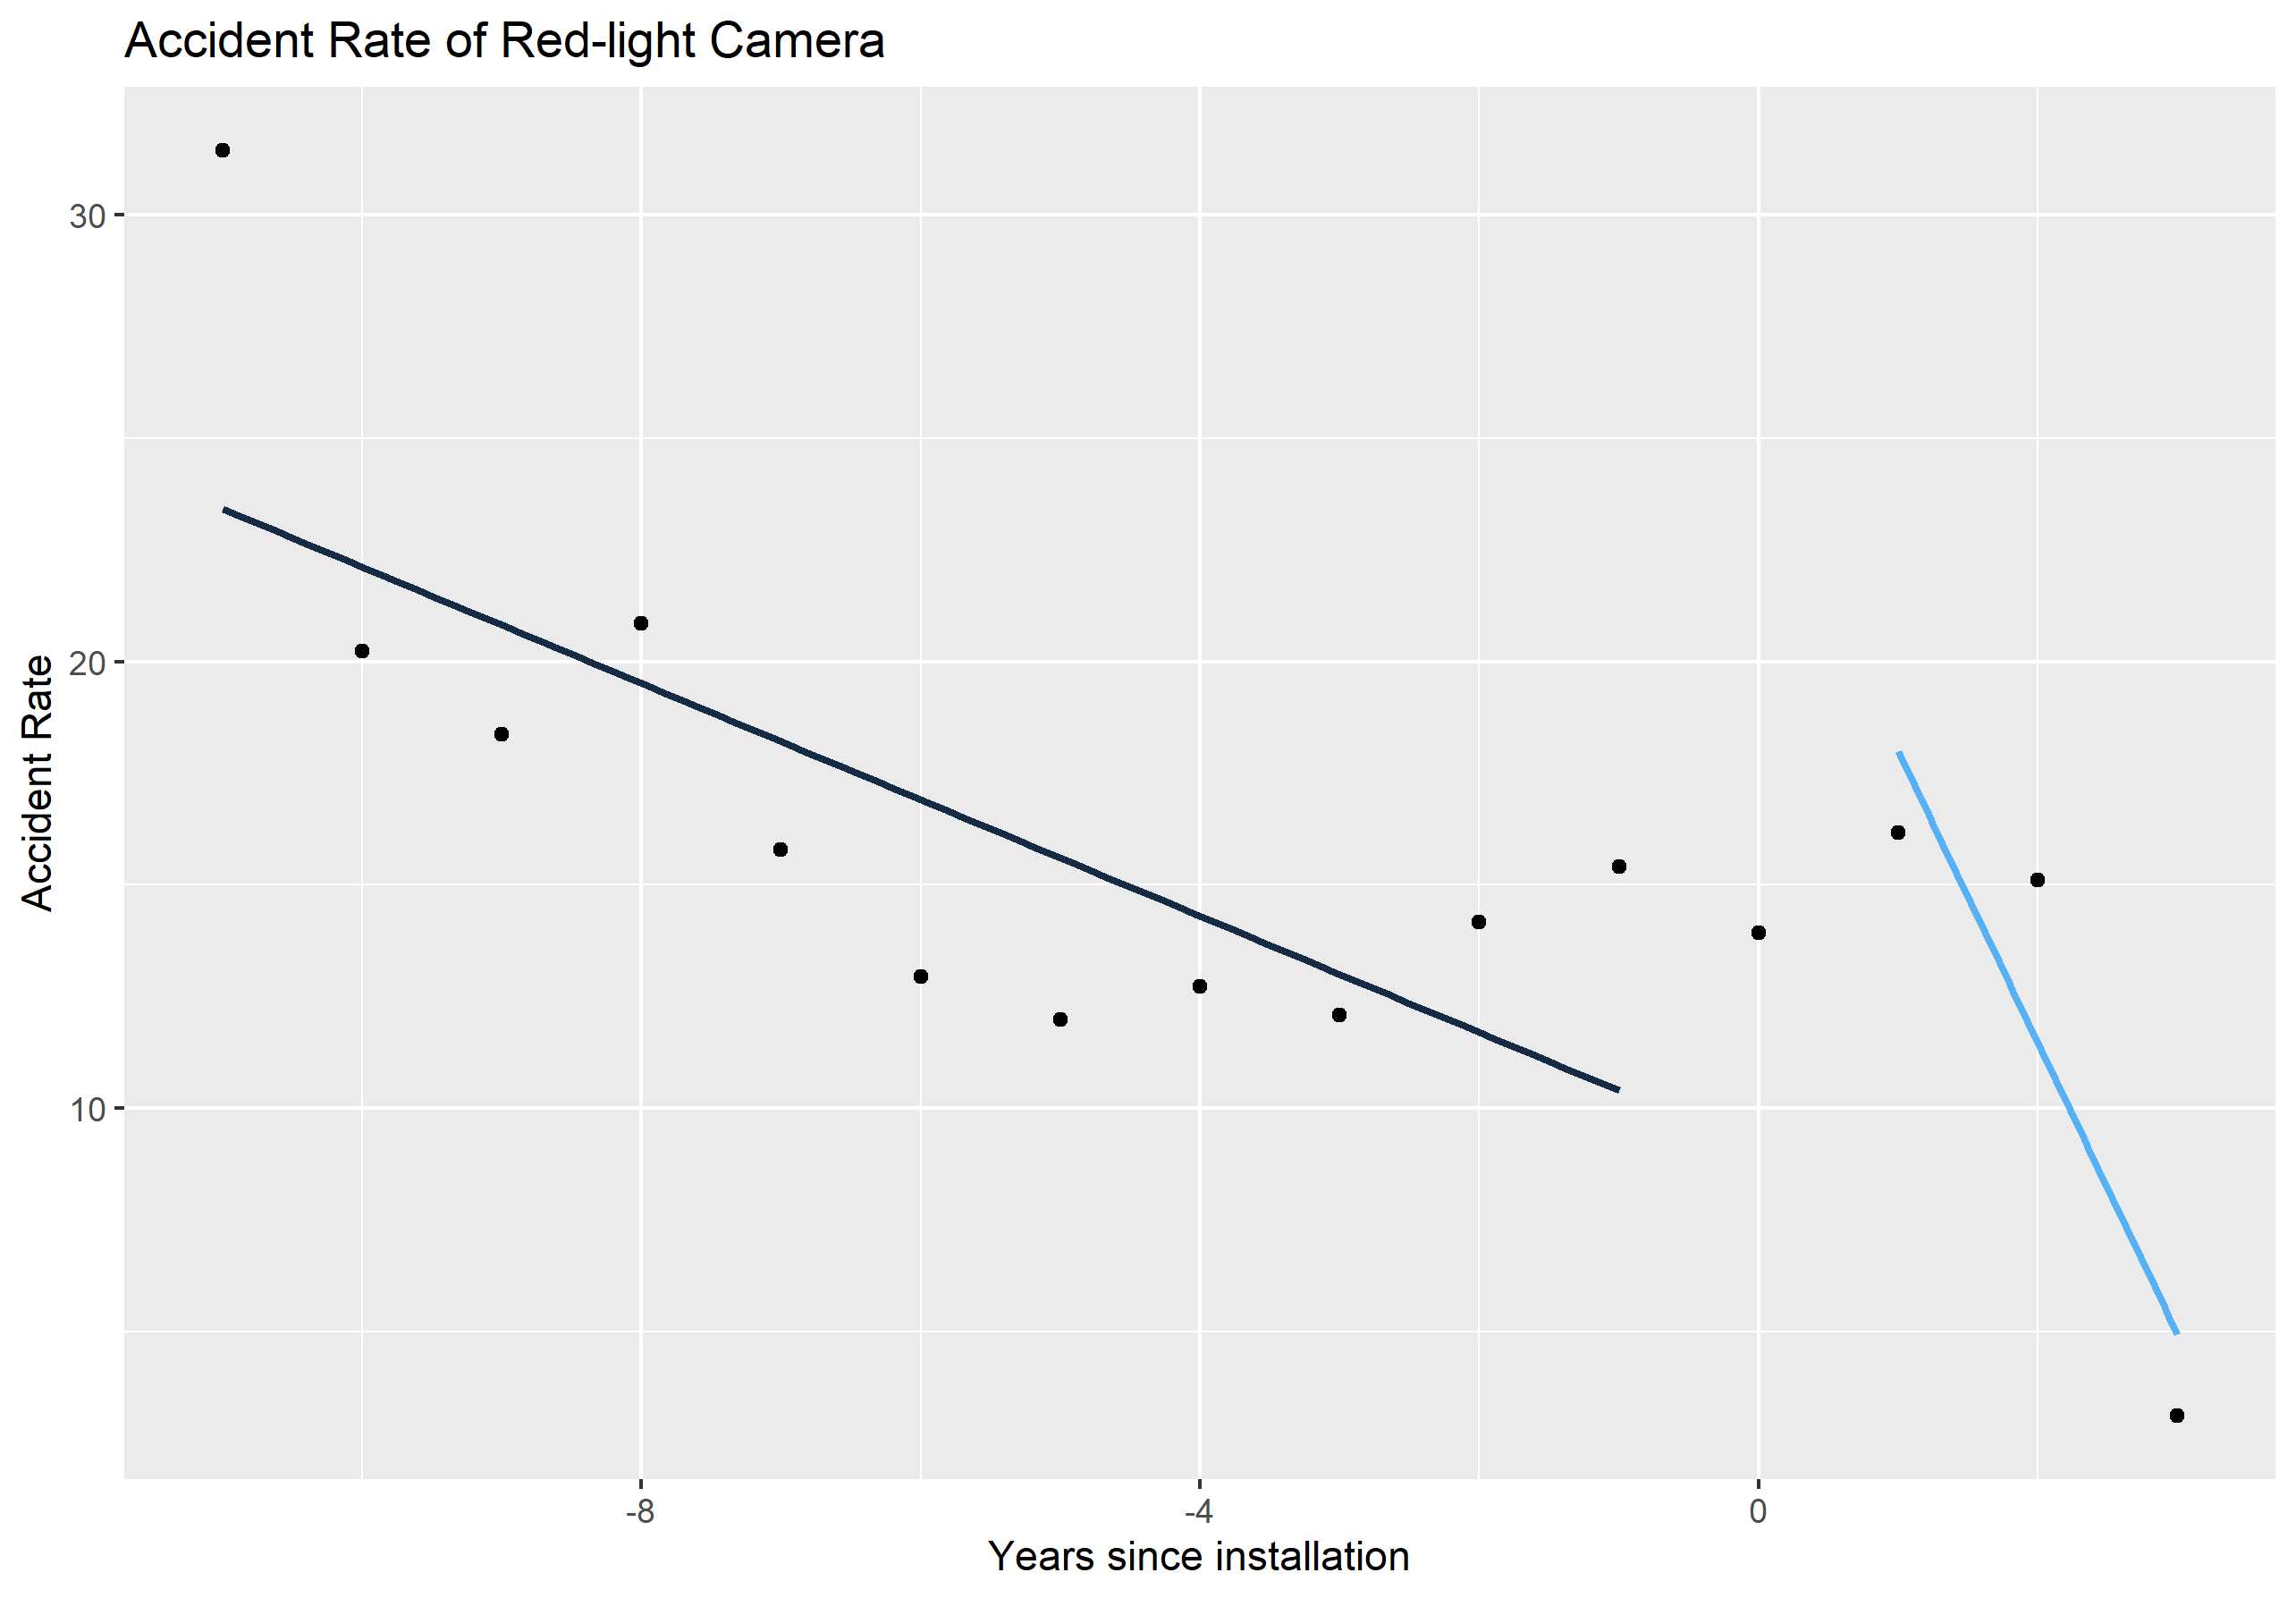 Accident Rate of Red-light Camera
30
20
10
Accident Rate
-8
-4
0
Years since installation